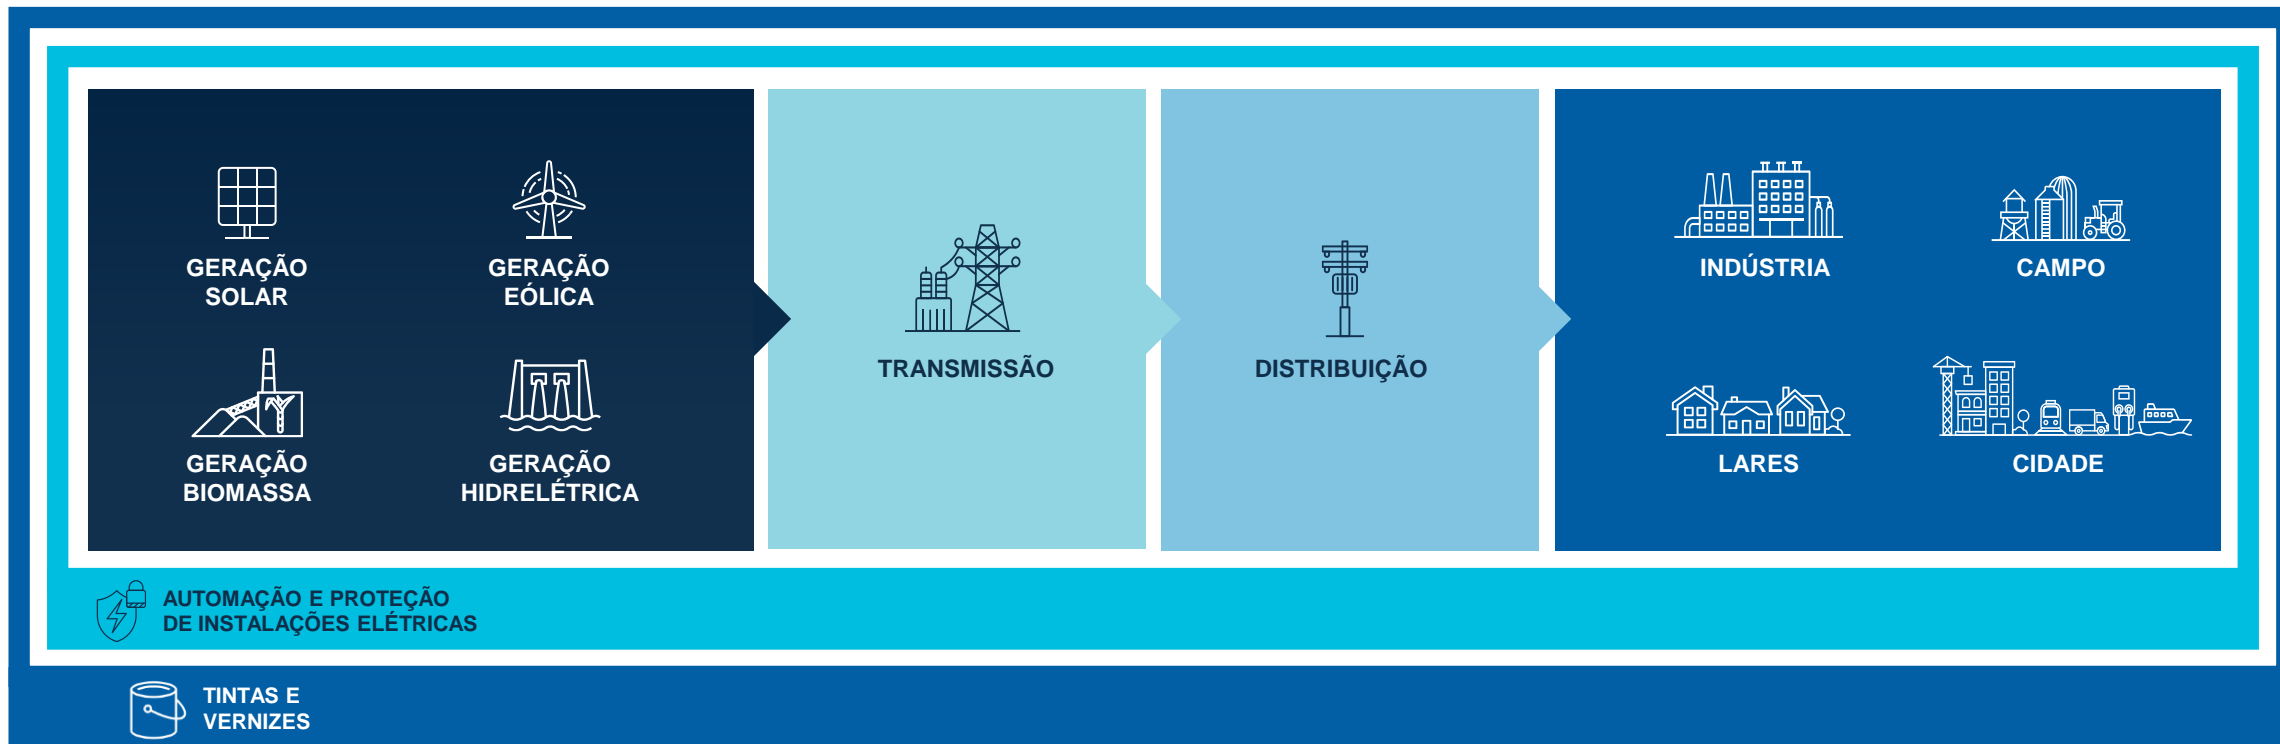 GERAÇÃO
SOLAR
GERAÇÃO
EÓLICA
GERAÇÃO
BIOMASSA
GERAÇÃO
HIDRELÉTRICA
TRANSMISSÃO
DISTRIBUIÇÃO
INDÚSTRIA
CAMPO
LARES
CIDADE
AUTOMAÇÃO E PROTEÇÃO
DE INSTALAÇÕES ELÉTRICAS
TINTAS E
VERNIZES